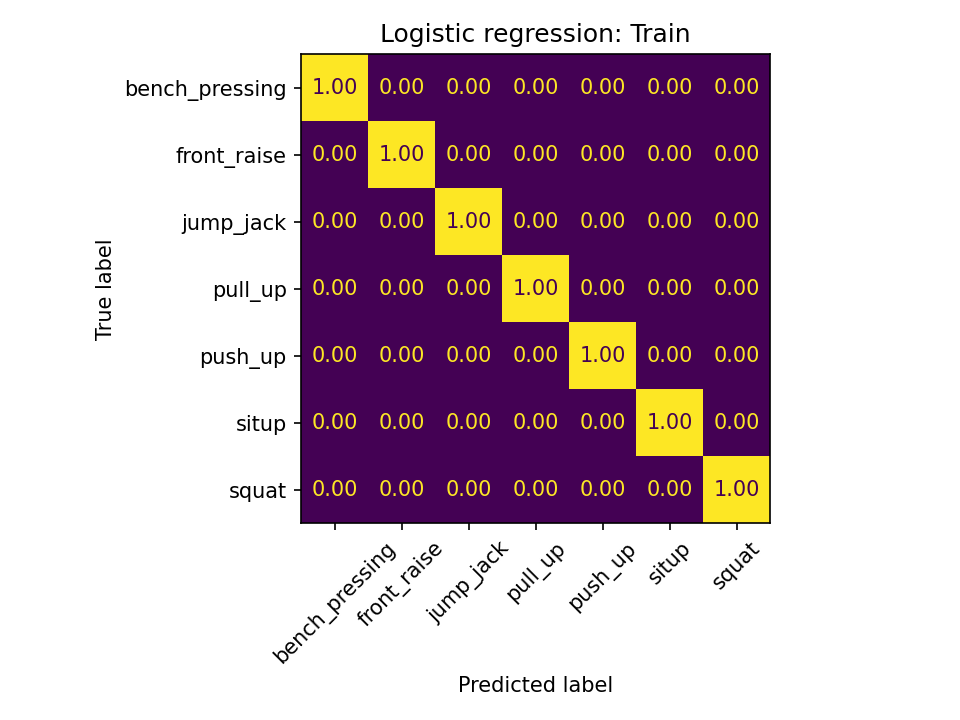 Logistic regression: Train
True label
bench_pressing 1.00 0.00 0.00 0.00 0.00 0.00 0.00
front_raise 0.00 1.00 0.00 0.00 0.00 0.00 0.00
jump_jack 0.00 0.00 1.00 0.00 0.00 0.00 0.00
pull_up 0.00 0.00 0.00 1.00 0.00 0.00 0.00
push_up 0.00 0.00 0.00 0.00 1.00 0.00 0.00
situp 0.00 0.00 0.00 0.00 0.00 1.00 0.00
squat 0.00 0.00 0.00 0.00 0.00 0.00 1.00
bench_pressing front_raise jump_jack pull_up push_up situp squat
Predicted label